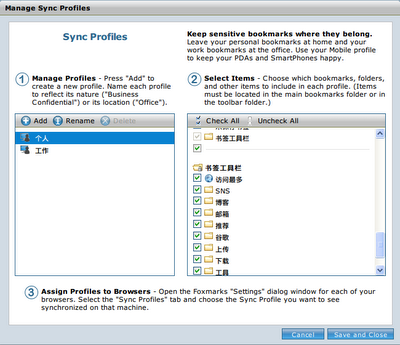 Manage Sync Profiles
Sync Profiles
Keep sensitive bookmarks where they belong.
Leave your personal bookmarks at home and your
work bookmarks at the office. Use your Mobile profile
to keep your PDAs and SmartPhones happy.
1 Manage Profiles - Press "Add" to
create a new profile. Name each profile
to reflect its nature ("Business
Confidential") or its location ("Office").
2 Select Items - Choose which bookmarks, folders,
and other items to include in each profile. (Items
must be located in the main bookmarks folder or in
the toolbar folder.)
Add Rename Delete
个人
工作
Check All Uncheck All
书签工具栏
书签工具栏
访问最多
SNS
博客
邮箱
推荐
谷歌
上传
下载
工具
3 Assign Profiles to Browsers - Open the Foxmarks "Settings" dialog window for each of your
browsers. Select the "Sync Profiles" tab and choose the Sync Profile you want to see
synchronized on that machine.
Cancel Save and Close